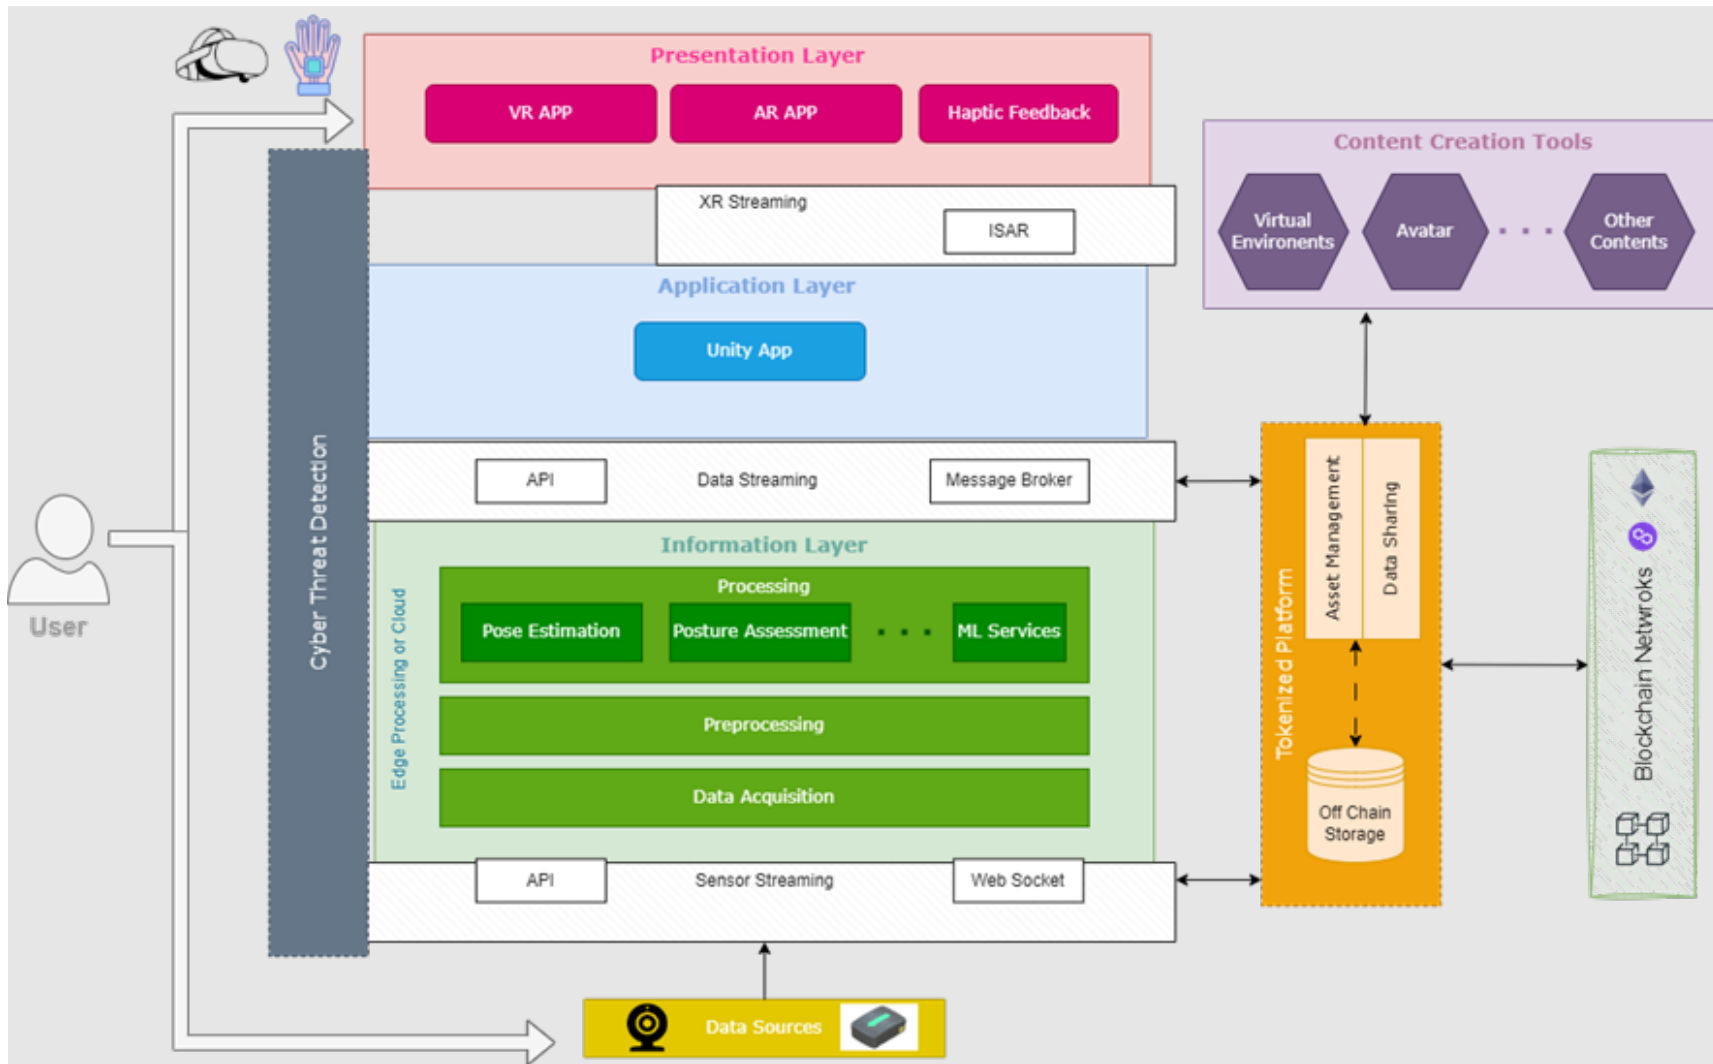 Presentation Layer
VR APP
AR APP
Haptic Feedback
XR Streaming
ISAR
Content Creation Tools
Virtual
Environents
Avatar
Other
Contents
Application Layer
Unity App
API
Data Streaming
Message Broker
Cyber Threat Detection
User
Information Layer
Edge Processing or Cloud
Processing
Pose Estimation
Posture Assessment
ML Services
Preprocessing
Data Acquisition
API
Sensor Streaming
Web Socket
Data Sources
Tokenized Platform
Asset Management
Data Sharing
Off Chain
Storage
Blockchain Netwroks